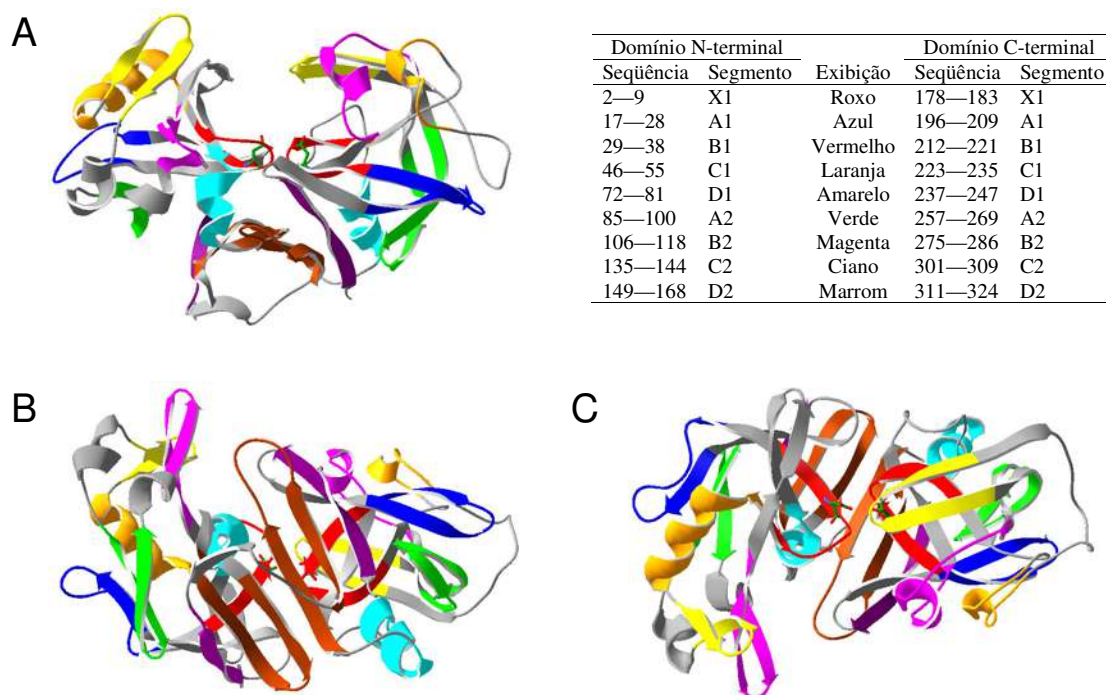 A
Domínio N-terminal Domínio C-terminal
Seqüência Segmento Exibição Seqüência Segmento
2—9 X1 Roxo 178—183 X1
17—28 A1 Azul 196—209 A1
29—38 B1 Vermelho 212—221 B1
46—55 C1 Laranja 223—235 C1
72—81 D1 Amarelo 237—247 D1
85—100 A2 Verde 257—269 A2
106—118 B2 Magenta 275—286 B2
135—144 C2 Ciano 301—309 C2
149—168 D2 Marrom 311—324 D2
B
C